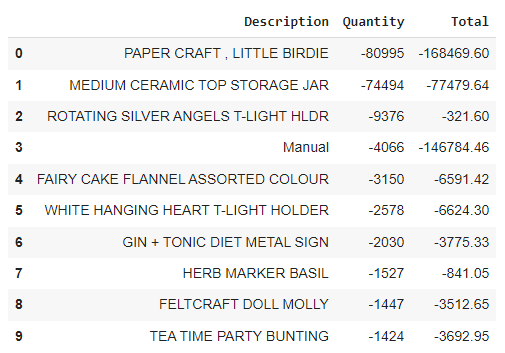 Description Quantity Total
0 PAPER CRAFT , LITTLE BIRDIE -80995 -168469.60
1 MEDIUM CERAMIC TOP STORAGE JAR -74494 -77479.64
2 ROTATING SILVER ANGELS T-LIGHT HLDR -9376 -321.60
3 Manual -4066 -146784.46
4 FAIRY CAKE FLANNEL ASSORTED COLOUR -3150 -6591.42
5 WHITE HANGING HEART T-LIGHT HOLDER -2578 -6624.30
6 GIN + TONIC DIET METAL SIGN -2030 -3775.33
7 HERB MARKER BASIL -1527 -841.05
8 FELTCRAFT DOLL MOLLY -1447 -3512.65
9 TEA TIME PARTY BUNTING -1424 -3692.95